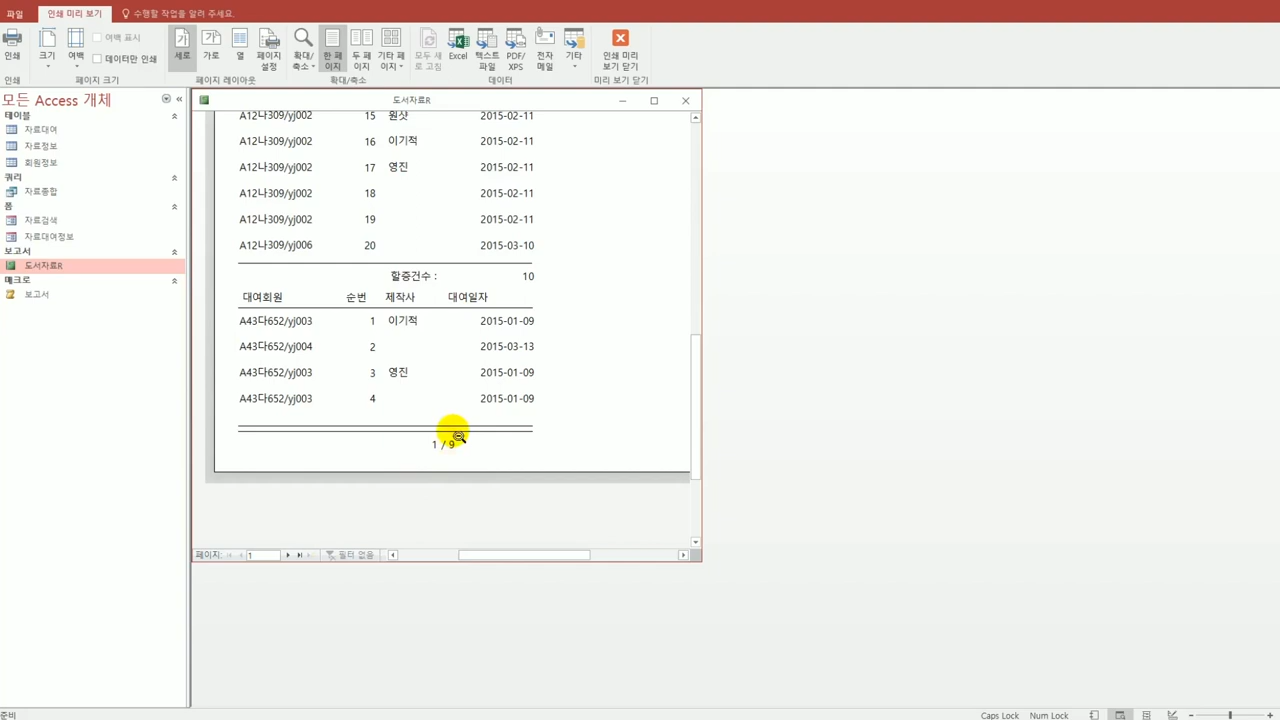 파일
인쇄 미리 보기
수행할 작업을 알려 주세요.
인쇄
크기
여백
여백 표시
데이터만 인쇄
세로
가로
열
페이지 설정
확대/축소
한 페이지
두 페이지
기타 페이지
모두 새로 고침
Excel
텍스트 파일
PDF/XPS
전자 메일
기타
인쇄 미리 보기 닫기
인쇄
페이지 크기
페이지 레이아웃
확대/축소
데이터
미리 보기 닫기
모든 Access 개체
테이블
자료대여
자료정보
회원정보
쿼리
자료종합
폼
자료검색
자료대여정보
보고서
도서자료R
매크로
보고서
도서자료R
A12나309/yj002 15 원샷 2015-02-11
A12나309/yj002 16 이기적 2015-02-11
A12나309/yj002 17 영진 2015-02-11
A12나309/yj002 18 2015-02-11
A12나309/yj002 19 2015-02-11
A12나309/yj006 20 2015-03-10
할증건수 : 10
대여회원 순번 제작사 대여일자
A43다652/yj003 1 이기적 2015-01-09
A43다652/yj004 2 2015-03-13
A43다652/yj003 3 영진 2015-01-09
A43다652/yj003 4 2015-01-09
1 / 9
페이지: 1 필터 없음
준비
Caps Lock Num Lock